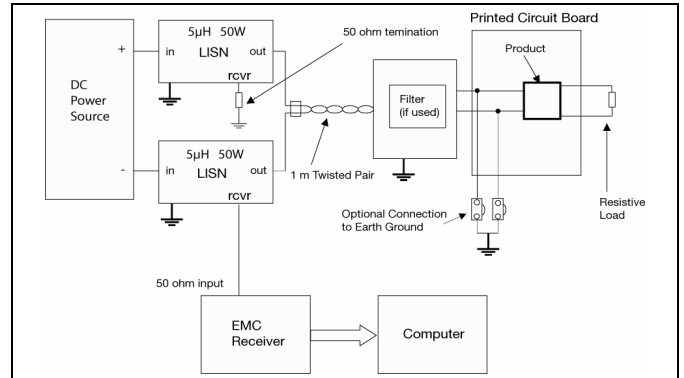 Printed Circuit Board
5µH 50W
LISN
in
out
rcvr
50 ohm temination
Product
+
DC
Power
Source
-
Filter
(if used)
5µH 50W
LISN
in
out
rcvr
1 m Twisted Pair
Optional Connection
to Earth Ground
Resistive
Load
50 ohm input
EMC
Receiver
Computer